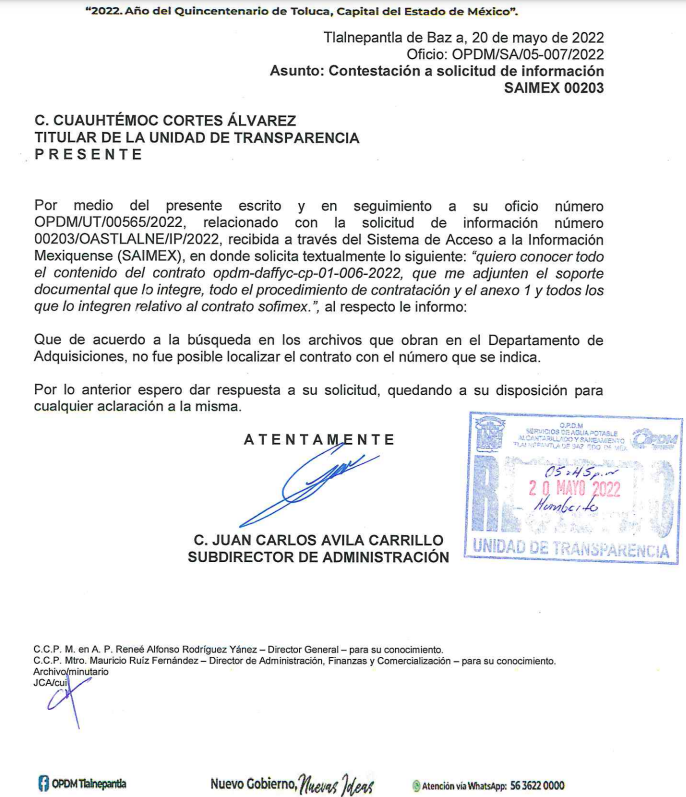 “2022. Año del Quincentenario de Toluca, Capital del Estado de México”.
Tlalnepantla de Baz a, 20 de mayo de 2022
Oficio: OPDM/SA/05-007/2022
Asunto: Contestación a solicitud de información
SAIMEX 00203
C. CUAUHTÉMOC CORTES ÁLVAREZ
TITULAR DE LA UNIDAD DE TRANSPARENCIA
P R E S E N T E
Por medio del presente escrito y en seguimiento a su oficio número
OPDM/UT/00565/2022, relacionado con la solicitud de información número
00203/OASTLALNE/IP/2022, recibida a través del Sistema de Acceso a la Información
Mexiquense (SAIMEX), en donde solicita textualmente lo siguiente: “quiero conocer todo
el contenido del contrato opdm-daffyc-cp-01-006-2022, que me adjunten el soporte
documental que lo integre, todo el procedimiento de contratación y el anexo 1 y todos los
que lo integren relativo al contrato sofimex.”, al respecto le informo:
Que de acuerdo a la búsqueda en los archivos que obran en el Departamento de
Adquisiciones, no fue posible localizar el contrato con el número que se indica.
Por lo anterior espero dar respuesta a su solicitud, quedando a su disposición para
cualquier aclaración a la misma.
A T E N T A M E N T E
O.P.D.M
SERVICIOS DE AGUA POTABLE
ALCANTARILLADO Y SANEAMIENTO
OPDM
05:45 p.m
20 MAYO 2022
Humberto
UNIDAD DE TRANSPARENCIA
C. JUAN CARLOS AVILA CARRILLO
SUBDIRECTOR DE ADMINISTRACIÓN
C.C.P. M. en A. P. Reneé Alfonso Rodríguez Yánez – Director General – para su conocimiento.
C.C.P. Mtro. Mauricio Ruíz Fernández – Director de Administración, Finanzas y Comercialización – para su conocimiento.
Archivo/minutario
JCA/cui
OPDM Tlalnepantla
Nuevo Gobierno, Nuevas Ideas
Atención vía WhatsApp: 56 3622 0000